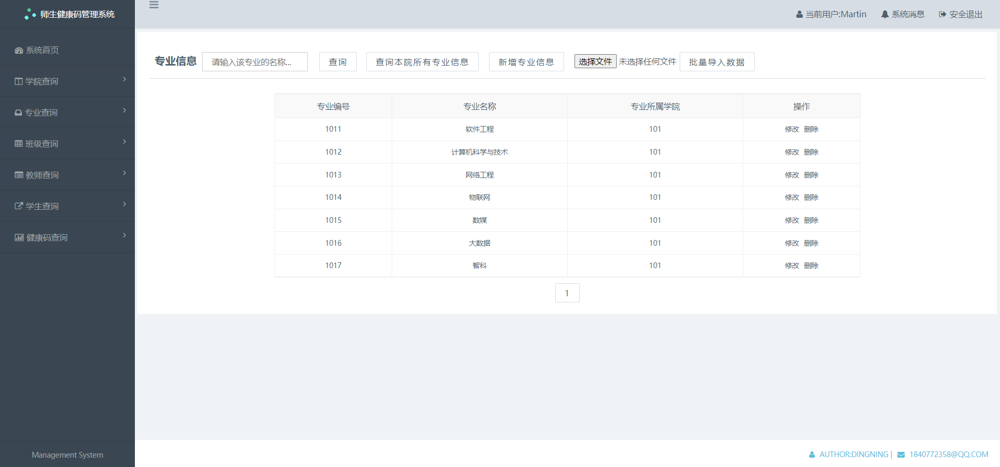 师生健康码管理系统
当前用户:Martin 系统消息 安全退出
系统首页
学院查询
专业查询
班级查询
教师查询
学生查询
健康码查询
Management System
专业信息 请输入该专业的名称... 查询 查询本院所有专业信息 新增专业信息 选择文件 未选择任何文件 批量导入数据
专业编号 专业名称 专业所属学院 操作
1011 软件工程 101 修改 删除
1012 计算机科学与技术 101 修改 删除
1013 网络工程 101 修改 删除
1014 物联网 101 修改 删除
1015 数媒 101 修改 删除
1016 大数据 101 修改 删除
1017 智科 101 修改 删除
1
AUTHOR:DINGNING | 1840772358@QQ.COM